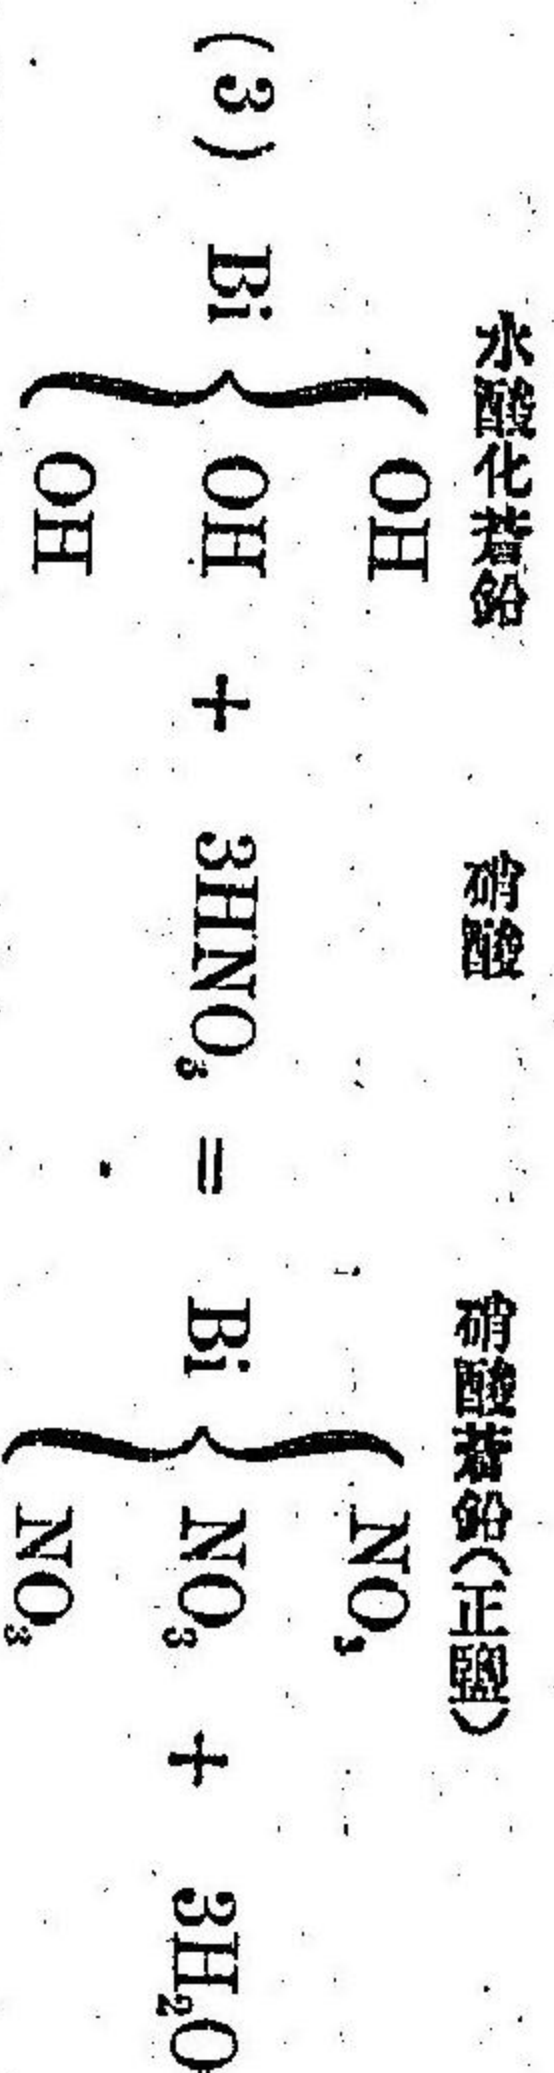 水酸化蒼鉛 硝酸 硝酸蒼鉛(正鹽)
OH NO₃
(3) Bi { OH + 3HNO₃ = Bi { NO₃ + 3H₂O
OH NO₃